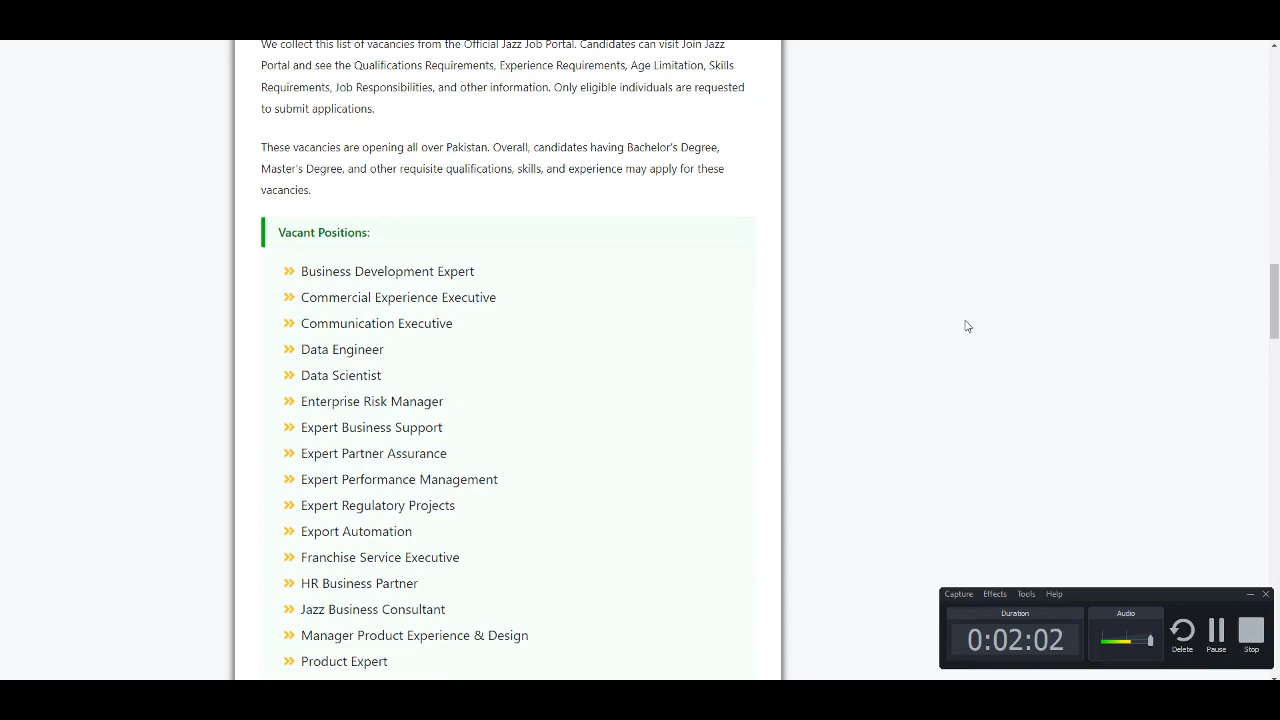 We collect this list of vacancies from the Official Jazz Job Portal. Candidates can visit Join Jazz
Portal and see the Qualifications Requirements, Experience Requirements, Age Limitation, Skills
Requirements, Job Responsibilities, and other information. Only eligible individuals are requested
to submit applications.
These vacancies are opening all over Pakistan. Overall, candidates having Bachelor's Degree,
Master's Degree, and other requisite qualifications, skills, and experience may apply for these
vacancies.
Vacant Positions:
Business Development Expert
Commercial Experience Executive
Communication Executive
Data Engineer
Data Scientist
Enterprise Risk Manager
Expert Business Support
Expert Partner Assurance
Expert Performance Management
Expert Regulatory Projects
Export Automation
Franchise Service Executive
HR Business Partner
Jazz Business Consultant
Manager Product Experience & Design
Product Expert
Capture Effects Tools Help
Duration Audio
0:02:02
Delete Pause Stop